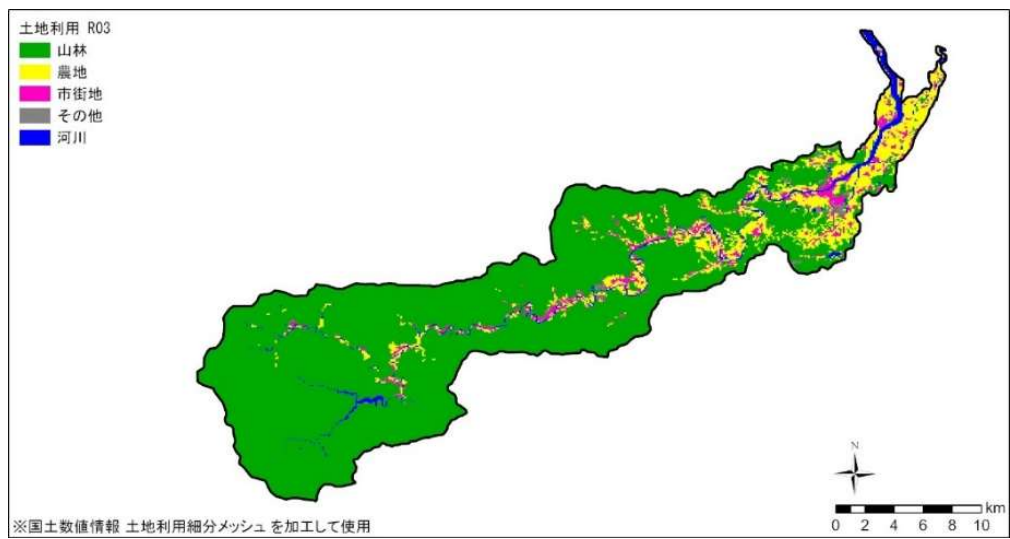 土地利用 R03
山林
農地
市街地
その他
河川
N
km
0 2 4 6 8 10
※国土数値情報 土地利用細分メッシュ を加工して使用